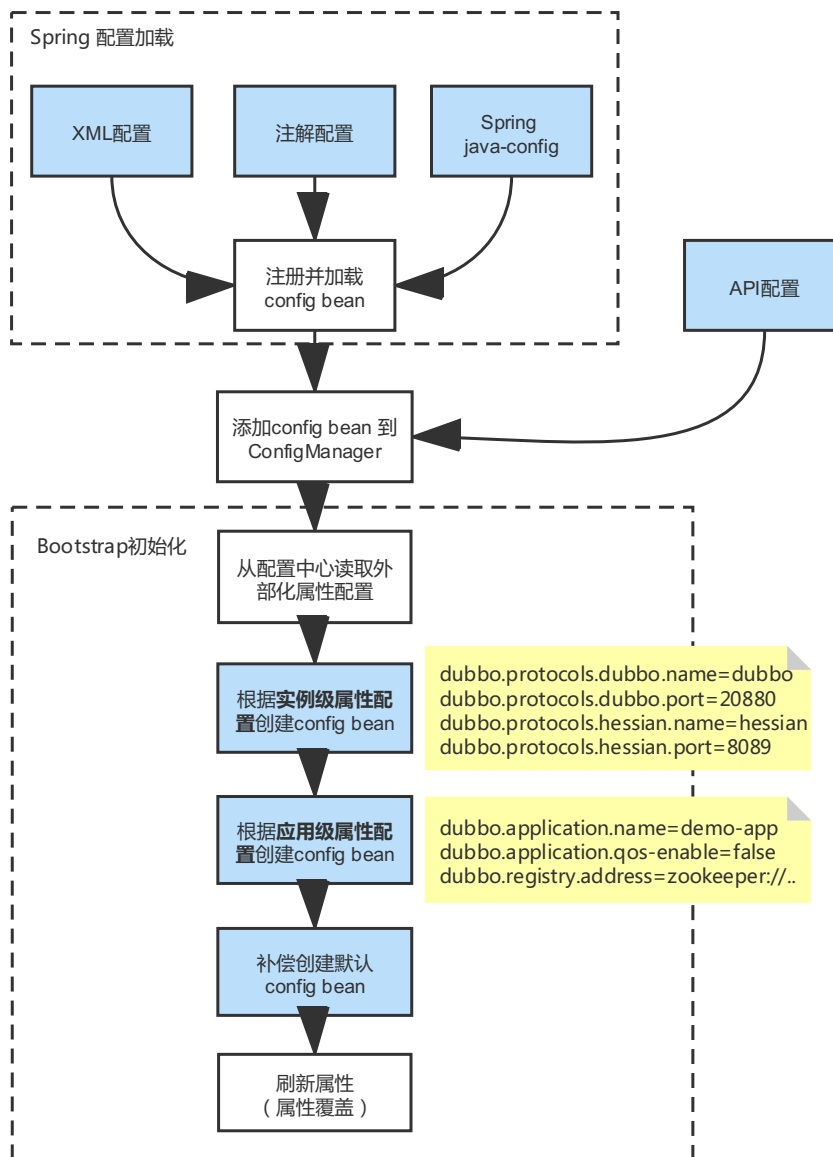 Spring 配置加载
XML配置
注解配置
Spring
java-config
注册并加载
config bean
API配置
添加config bean 到
ConfigManager
Bootstrap初始化
从配置中心读取外
部化属性配置
根据实例级属性配
置创建config bean
dubbo.protocols.dubbo.name=dubbo
dubbo.protocols.dubbo.port=20880
dubbo.protocols.hessian.name=hessian
dubbo.protocols.hessian.port=8089
根据应用级属性配
置创建config bean
dubbo.application.name=demo-app
dubbo.application.qos-enable=false
dubbo.registry.address=zookeeper://..
补偿创建默认
config bean
刷新属性
（属性覆盖）